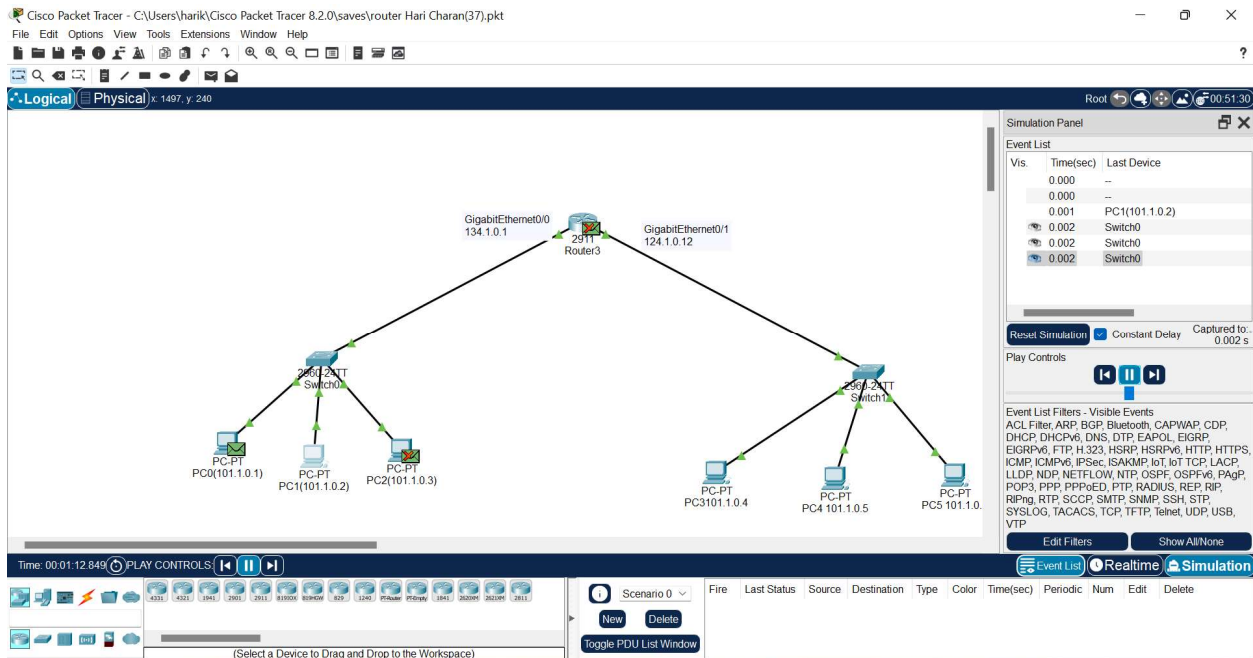 Cisco Packet Tracer - C:\Users\harik\Cisco Packet Tracer 8.2.0\saves\router Hari Charan(37).pkt
File Edit Options View Tools Extensions Window Help
?
Logical Physical x: 1497, y: 240
Root 00:51:30
Simulation Panel
Event List
Vis. Time(sec) Last Device
0.000 --
0.000 --
0.001 PC1(101.1.0.2)
0.002 Switch0
0.002 Switch0
0.002 Switch0
Reset Simulation Constant Delay Captured to:.
0.002 s
Play Controls
Event List Filters - Visible Events
ACL Filter, ARP, BGP, Bluetooth, CAPWAP, CDP,
DHCP, DHCPv6, DNS, DTP, EAPOL, EIGRP,
EIGRPv6, FTP, H.323, HSRP, HSRPv6, HTTP, HTTPS,
ICMP, ICMPv6, IPSec, ISAKMP, IoT, IoT TCP, LACP,
LLDP, NDP, NETFLOW, NTP, OSPF, OSPFv6, PAgP,
POP3, PPP, PPPoED, PTP, RADIUS, REP, RIP,
RIPng, RTP, SCCP, SMTP, SNMP, SSH, STP,
SYSLOG, TACACS, TCP, TFTP, Telnet, UDP, USB,
VTP
Edit Filters Show All/None
GigabitEthernet0/0
134.1.0.1
2911
Router3
GigabitEthernet0/1
124.1.0.12
2960-24TT
Switch0
2960-24TT
Switch1
PC-PT
PC0(101.1.0.1)
PC-PT
PC1(101.1.0.2)
PC-PT
PC2(101.1.0.3)
PC-PT
PC3101.1.0.4
PC-PT
PC4 101.1.0.5
PC-PT
PC5 101.1.0.
Time: 00:01:12.849 PLAY CONTROLS:
Event List Realtime Simulation
4331 4321 1941 2901 2911 819IOX 819HGW 829 1240 PT-Router PT-Empty 1841 2620XM 2621XM 2811
(Select a Device to Drag and Drop to the Workspace)
Scenario 0
New Delete
Toggle PDU List Window
Fire Last Status Source Destination Type Color Time(sec) Periodic Num Edit Delete